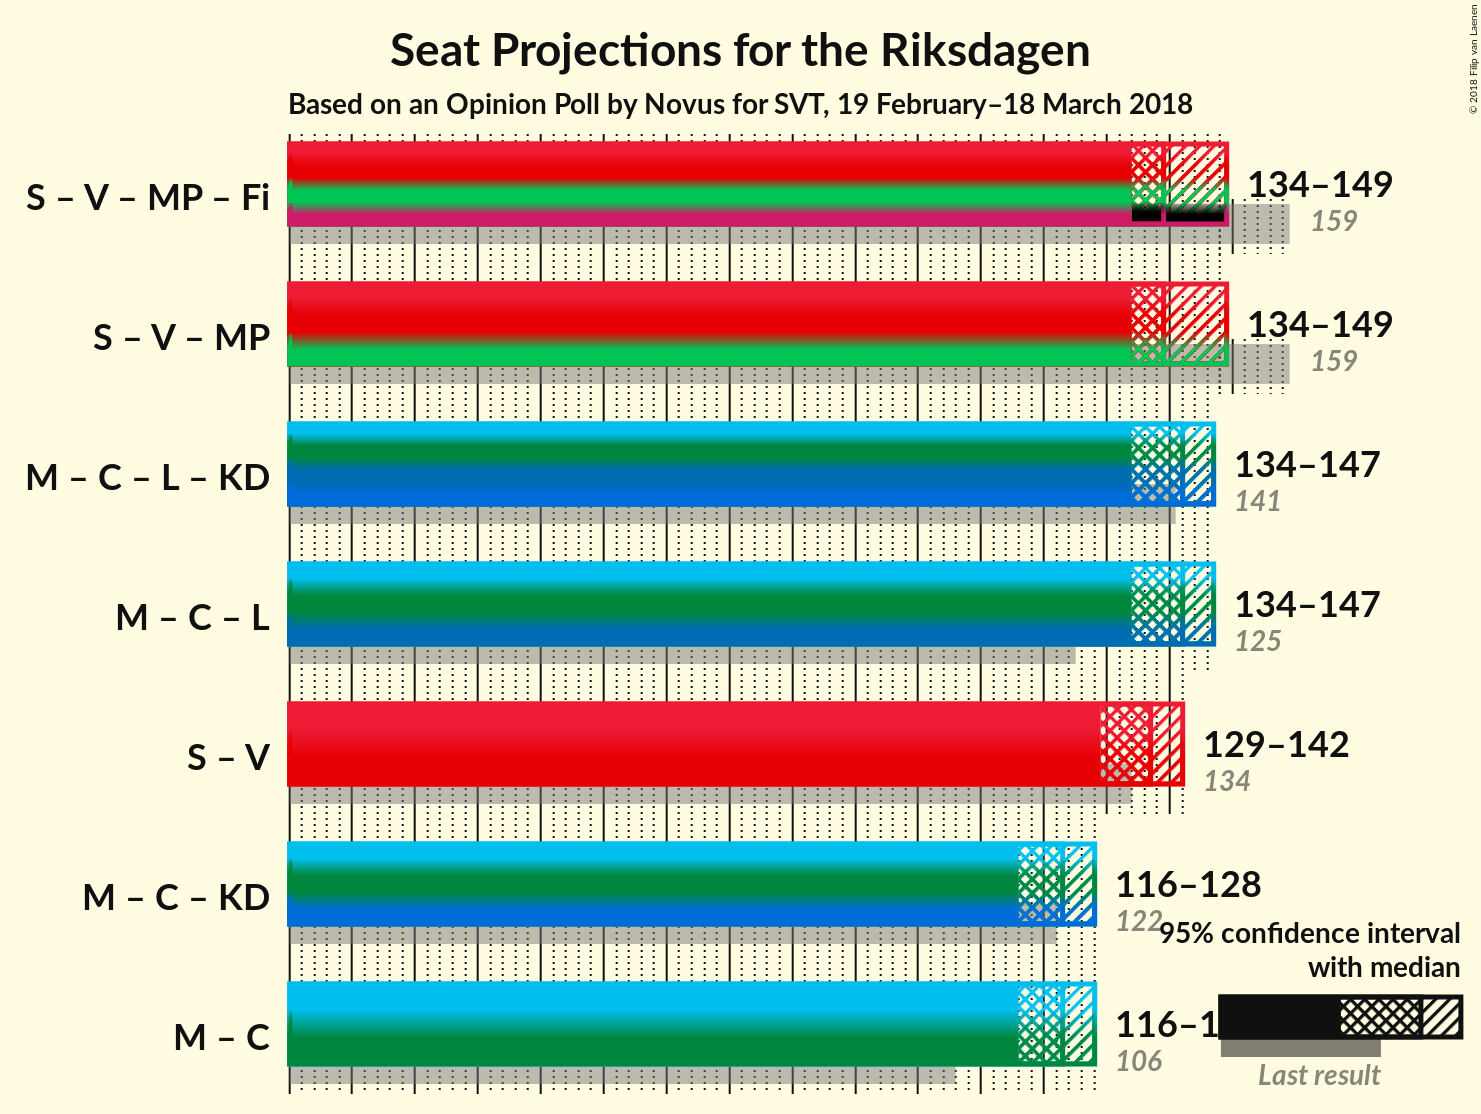 Seat Projections for the Riksdagen
Based on an Opinion Poll by Novus for SVT, 19 February–18 March 2018
© 2018 Filip van Laenen
S – V – MP – Fi
134–149
159
S – V – MP
134–149
159
M – C – L – KD
134–147
141
M – C – L
134–147
125
S – V
129–142
134
M – C – KD
116–128
122
M – C
116–1
106
95% confidence interval
with median
Last result